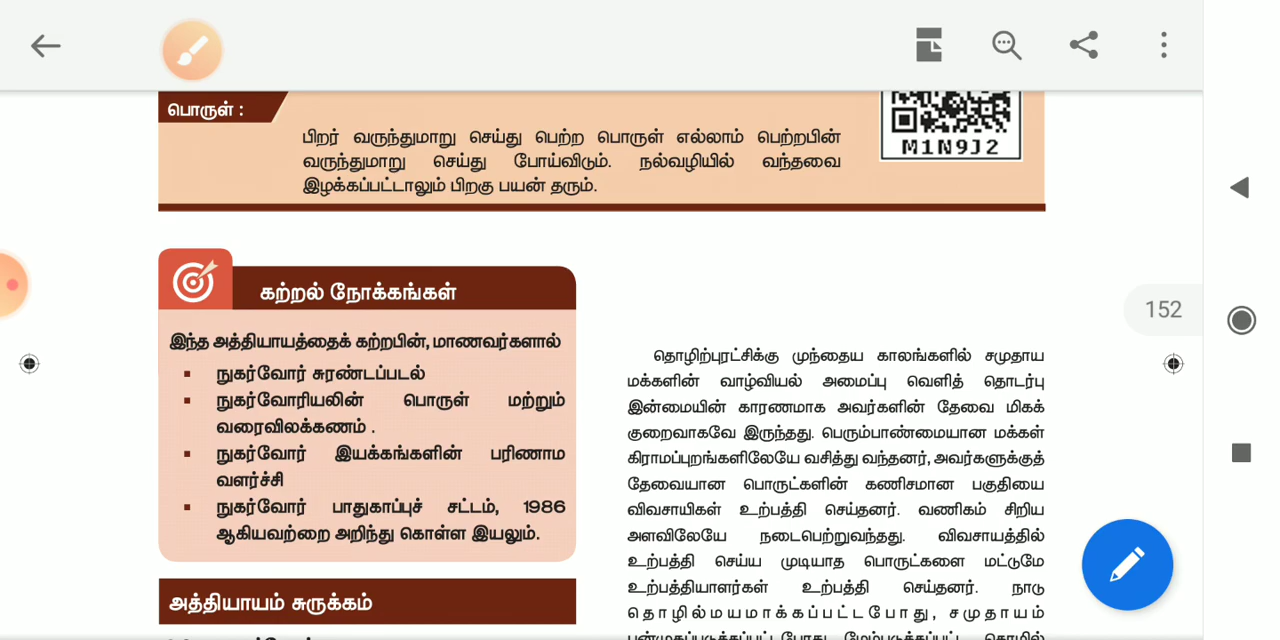 பொருள் :
பிறர் வருந்துமாறு செய்து பெற்ற பொருள் எல்லாம் பெற்றபின்
வருந்துமாறு செய்து போய்விடும். நல்வழியில் வந்தவை
இழக்கப்பட்டாலும் பிறகு பயன் தரும்.
M1N9J2
கற்றல் நோக்கங்கள்
இந்த அத்தியாயத்தைக் கற்றபின், மாணவர்களால்
▪ நுகர்வோர் சுரண்டப்படல்
▪ நுகர்வோரியலின் பொருள் மற்றும்
வரைவிலக்கணம் .
▪ நுகர்வோர் இயக்கங்களின் பரிணாம
வளர்ச்சி
▪ நுகர்வோர் பாதுகாப்புச் சட்டம், 1986
ஆகியவற்றை அறிந்து கொள்ள இயலும்.
அத்தியாயம் சுருக்கம்
152
தொழிற்புரட்சிக்கு முந்தைய காலங்களில் சமுதாய
மக்களின் வாழ்வியல் அமைப்பு வெளித் தொடர்பு
இன்மையின் காரணமாக அவர்களின் தேவை மிகக்
குறைவாகவே இருந்தது. பெரும்பான்மையான மக்கள்
கிராமப்புறங்களிலேயே வசித்து வந்தனர், அவர்களுக்குத்
தேவையான பொருட்களின் கணிசமான பகுதியை
விவசாயிகள் உற்பத்தி செய்தனர். வணிகம் சிறிய
அளவிலேயே நடைபெற்றுவந்தது. விவசாயத்தில்
உற்பத்தி செய்ய முடியாத பொருட்களை மட்டுமே
உற்பத்தியாளர்கள் உற்பத்தி செய்தனர். நாடு
தொழில்மயமாக்கப்பட்டபோது, சமுதாயம்